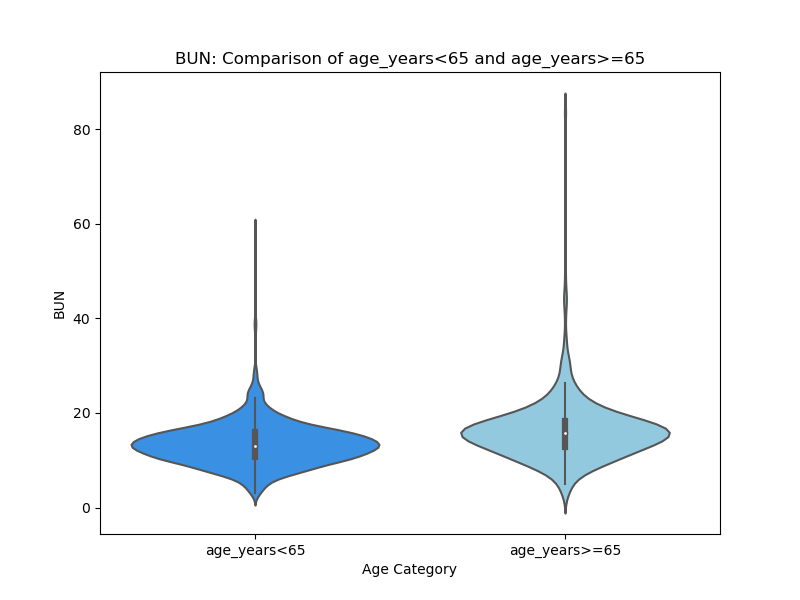 BUN: Comparison of age_years<65 and age_years>=65
80
60
40
20
0
BUN
age_years<65
age_years>=65
Age Category